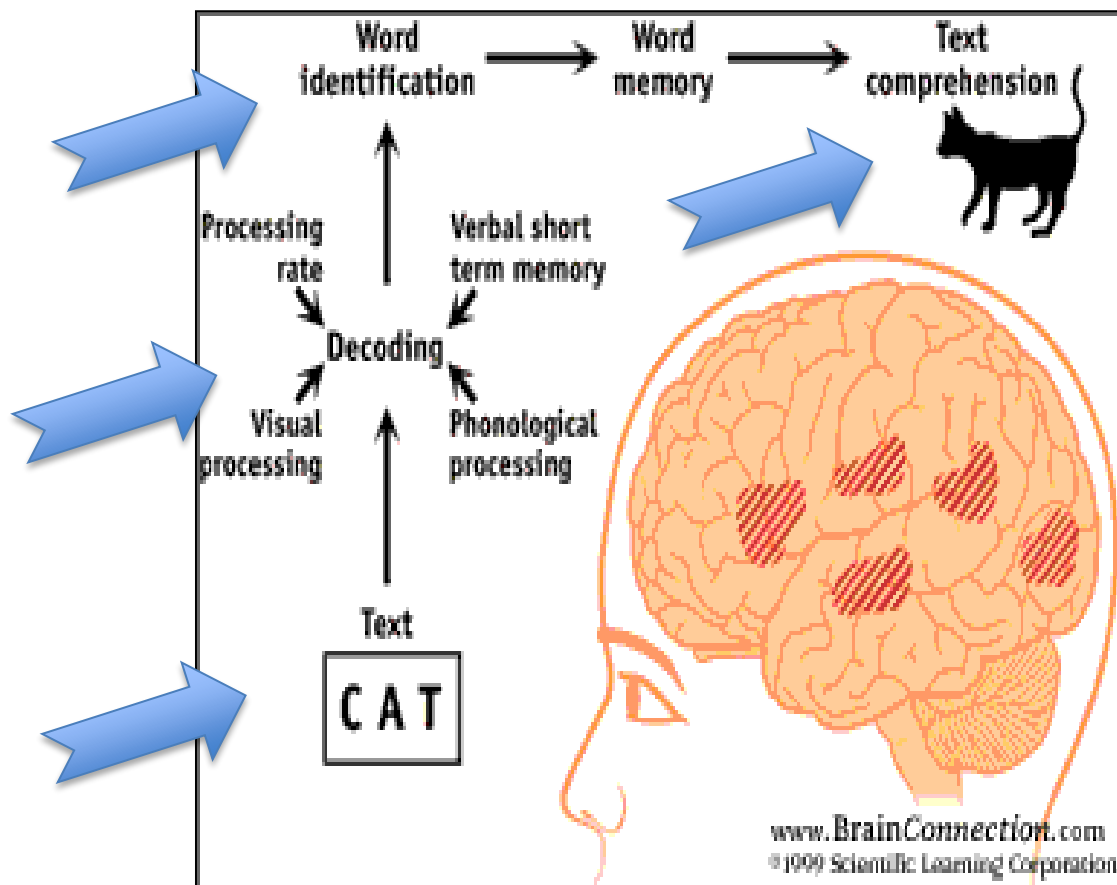 Word
identification
Word
memory
Text
comprehension
Processing
rate
Verbal short
term memory
Decoding
Visual
processing
Phonological
processing
Text
C A T
www.BrainConnection.com
©1999 Scientific Learning Corporation